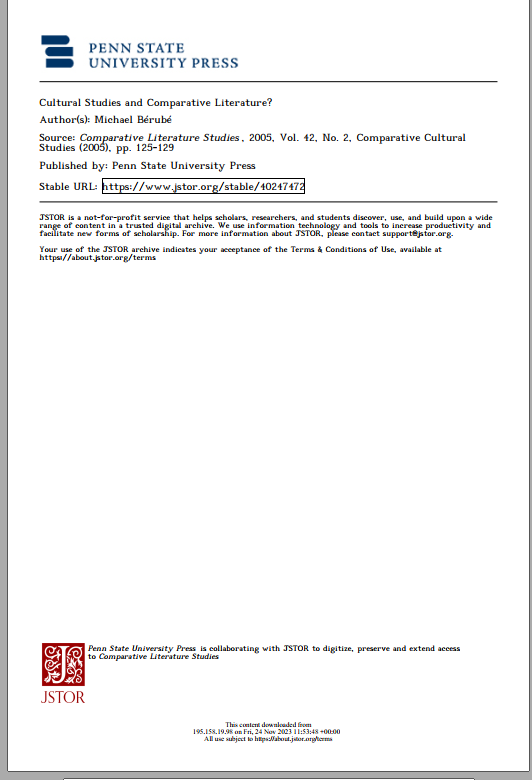 PENN STATE
UNIVERSITY PRESS
Cultural Studies and Comparative Literature?
Author(s): Michael Bérubé
Source: Comparative Literature Studies, 2005, Vol. 42, No. 2, Comparative Cultural
Studies (2005), pp. 125-129
Published by: Penn State University Press
Stable URL: https://www.jstor.org/stable/40247472
JSTOR is a not-for-profit service that helps scholars, researchers, and students discover, use, and build upon a wide
range of content in a trusted digital archive. We use information technology and tools to increase productivity and
facilitate new forms of scholarship. For more information about JSTOR, please contact support@jstor.org.
Your use of the JSTOR archive indicates your acceptance of the Terms & Conditions of Use, available at
https://about.jstor.org/terms
Penn State University Press is collaborating with JSTOR to digitize, preserve and extend access
to Comparative Literature Studies
JSTOR
This content downloaded from
195.158.19.98 on Fri, 24 Nov 2023 11:53:48 +00:00
All use subject to https://about.jstor.org/terms